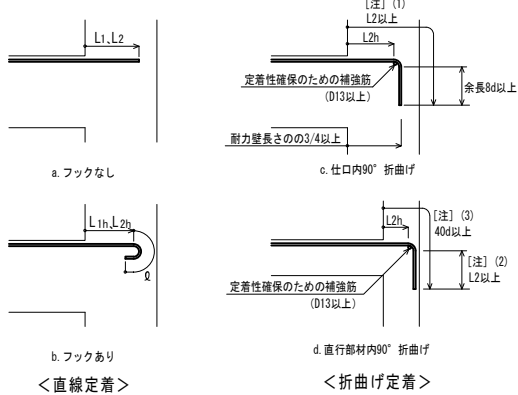 L1、L2
a. フックなし
[注] (1)
L2以上
L2h
定着性確保のための補強筋
(D13以上)
余長8d以上
耐力壁長さのの3/4以上
c. 仕口内90° 折曲げ
L1h、L2h
ℓ
b. フックあり
＜直線定着＞
[注] (3)
40d以上
L2h
[注] (2)
L2以上
定着性確保のための補強筋
(D13以上)
d. 直行部材内90° 折曲げ
＜折曲げ定着＞